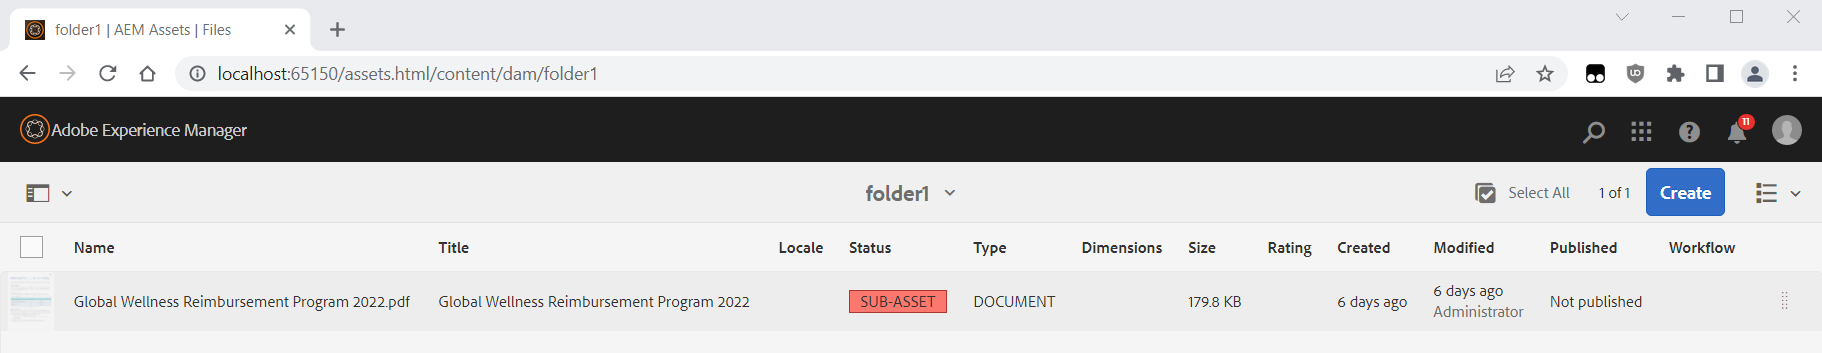 folder1 | AEM Assets | Files
localhost:65150/assets.html/content/dam/folder1
Adobe Experience Manager
11
folder1
Select All 1 of 1 Create
Name Title Locale Status Type Dimensions Size Rating Created Modified Published Workflow
Global Wellness Reimbursement Program 2022.pdf Global Wellness Reimbursement Program 2022 SUB-ASSET DOCUMENT 179.8 KB 6 days ago 6 days ago Not published
Administrator